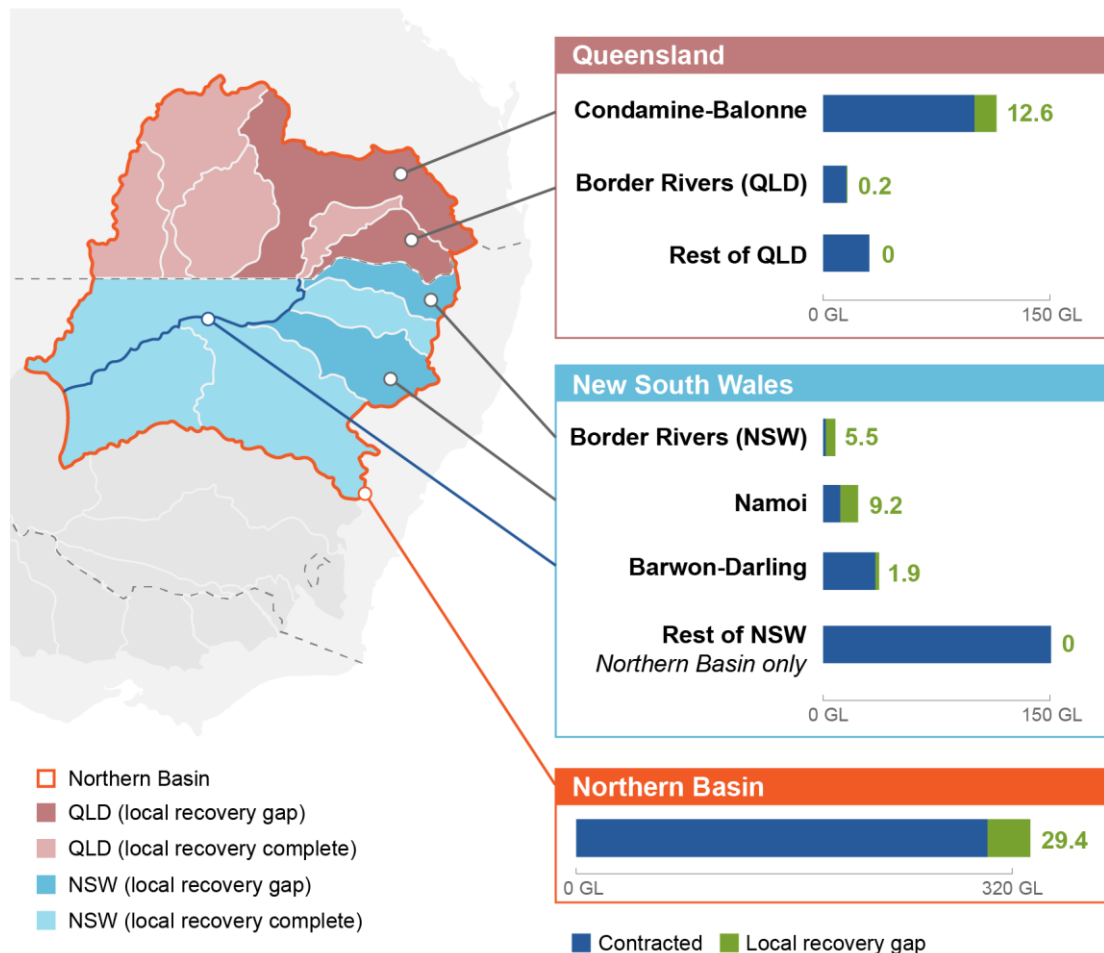 Queensland
Condamine-Balonne
12.6
Border Rivers (QLD)
0.2
Rest of QLD
0
0 GL
150 GL
New South Wales
Border Rivers (NSW)
5.5
Namoi
9.2
Barwon-Darling
1.9
Rest of NSW
0
Northern Basin only
0 GL
150 GL
Northern Basin
29.4
0 GL
320 GL
Contracted
Local recovery gap
Northern Basin
QLD (local recovery gap)
QLD (local recovery complete)
NSW (local recovery gap)
NSW (local recovery complete)